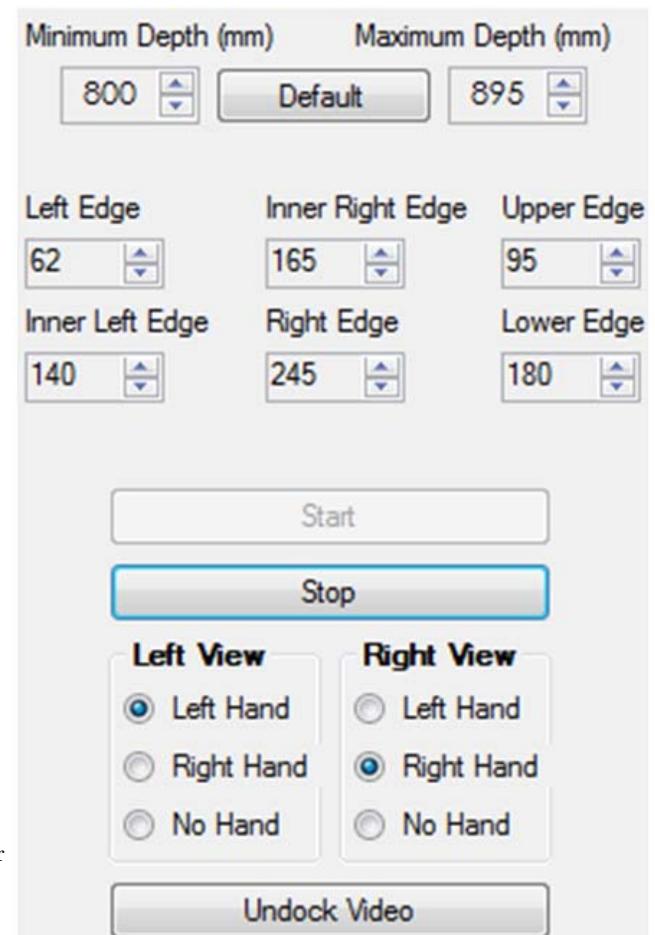 Minimum Depth (mm) Maximum Depth (mm)
800 Default 895
Left Edge Inner Right Edge Upper Edge
62 165 95
Inner Left Edge Right Edge Lower Edge
140 245 180
Start
Stop
Left View Right View
Left Hand Left Hand
Right Hand Right Hand
No Hand No Hand
r
Undock Video